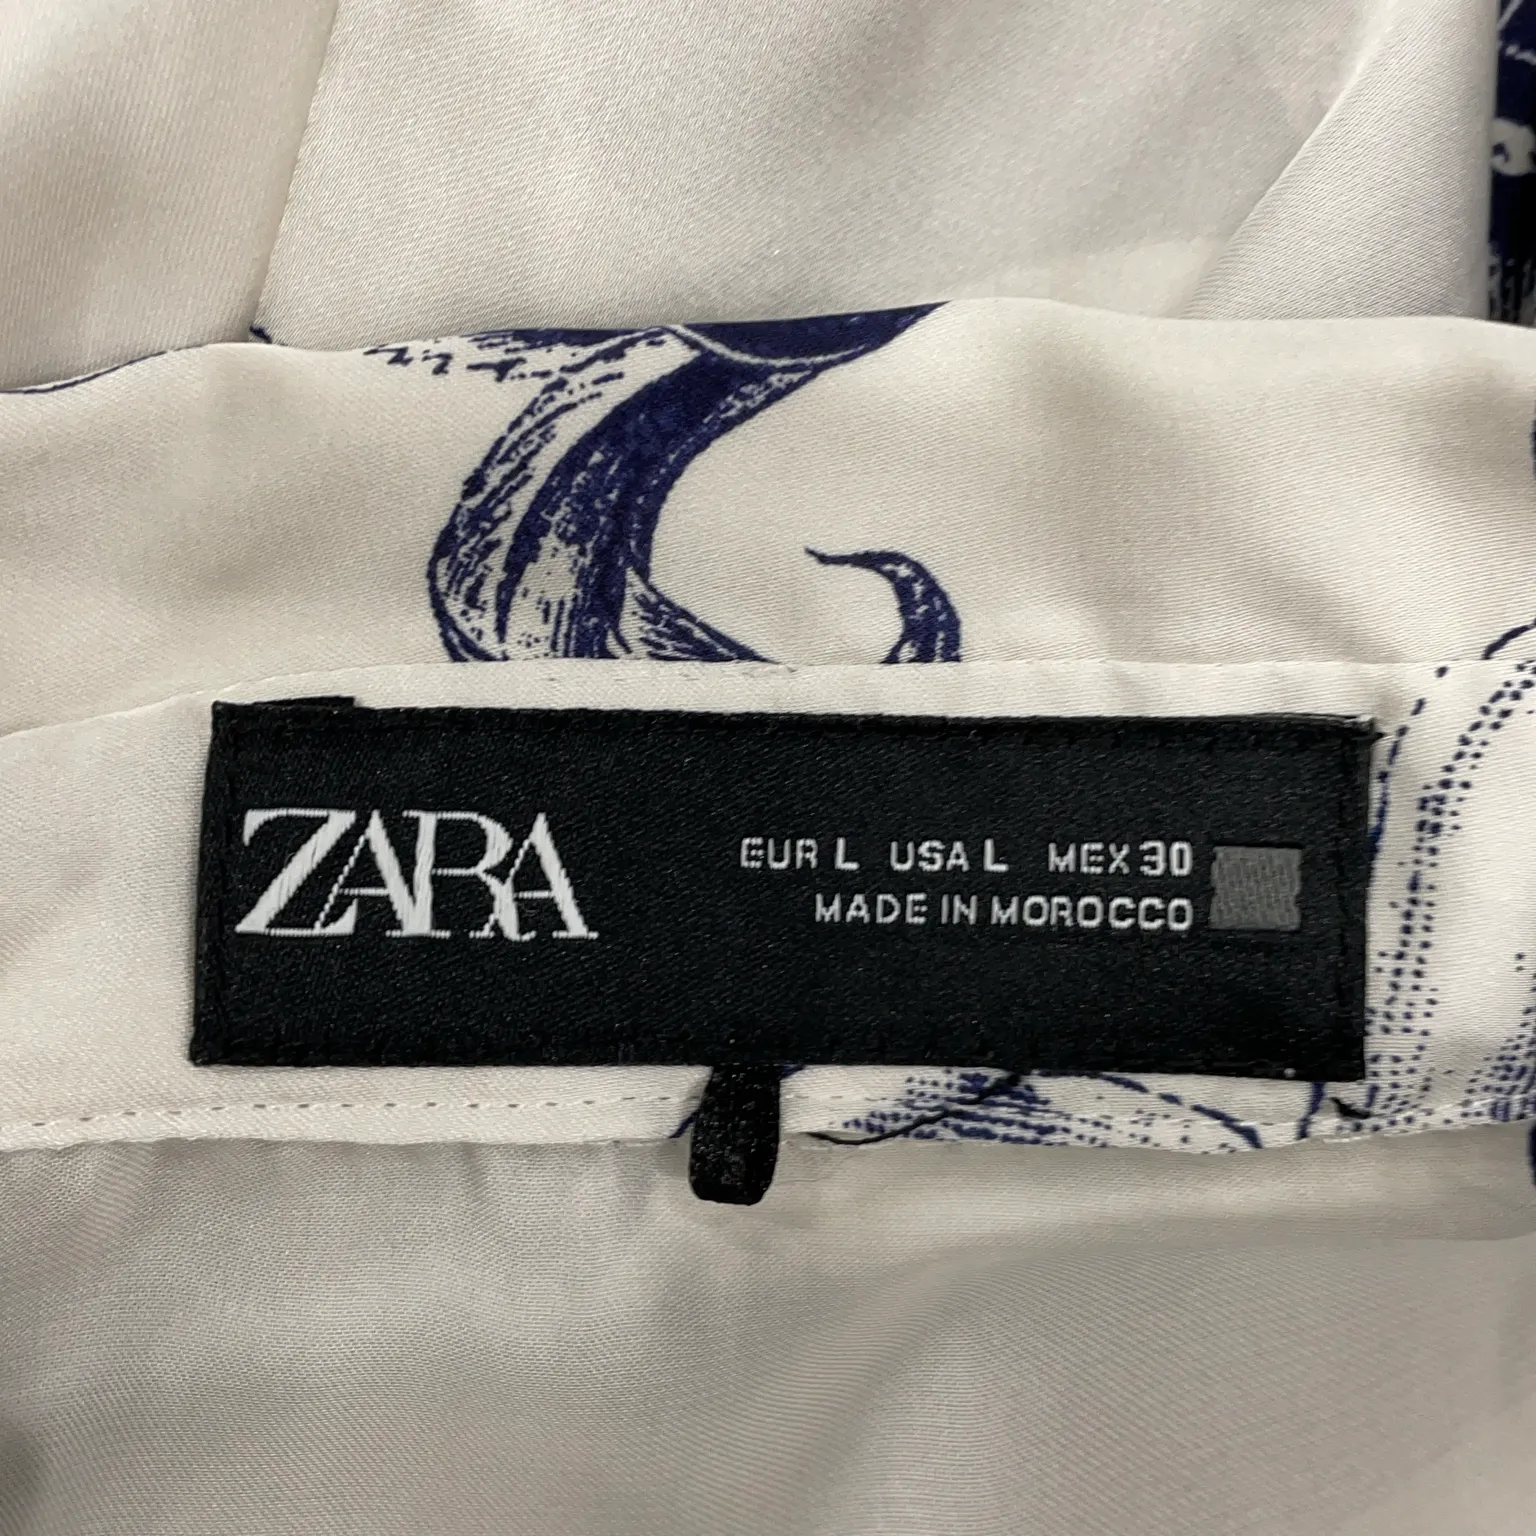 ZARA
EUR L USA L MEX 30
MADE IN MOROCCO